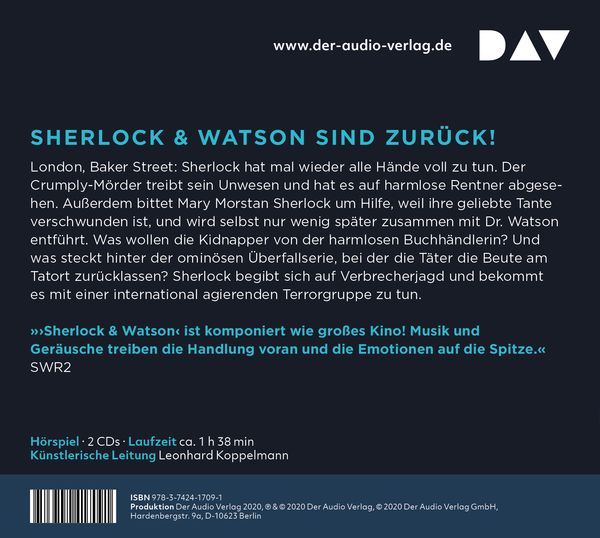 www.der-audio-verlag.de
DAV
SHERLOCK & WATSON SIND ZURÜCK!
London, Baker Street: Sherlock hat mal wieder alle Hände voll zu tun. Der
Crumply-Mörder treibt sein Unwesen und hat es auf harmlose Rentner abgese-
hen. Außerdem bittet Mary Morstan Sherlock um Hilfe, weil ihre geliebte Tante
verschwunden ist, und wird selbst nur wenig später zusammen mit Dr. Watson
entführt. Was wollen die Kidnapper von der harmlosen Buchhändlerin? Und
was steckt hinter der ominösen Überfallserie, bei der die Täter die Beute am
Tatort zurücklassen? Sherlock begibt sich auf Verbrecherjagd und bekommt
es mit einer international agierenden Terrorgruppe zu tun.
»›Sherlock & Watson‹ ist komponiert wie großes Kino! Musik und
Geräusche treiben die Handlung voran und die Emotionen auf die Spitze.«
SWR2
Hörspiel · 2 CDs · Laufzeit ca. 1 h 38 min
Künstlerische Leitung Leonhard Koppelmann
ISBN 978-3-7424-1709-1
Produktion Der Audio Verlag 2020, ℗ & © 2020 Der Audio Verlag, © 2020 Der Audio Verlag GmbH,
Hardenbergstr. 9a, D-10623 Berlin